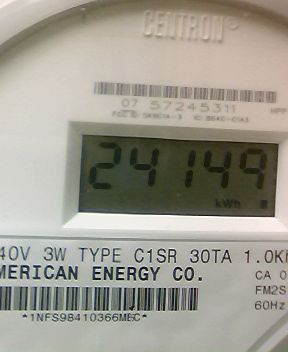 CENTRON®
07 57245311
24149
kWh
40V 3W TYPE C1SR 30TA 1.0K
MERICAN ENERGY CO.
CA 0
FM2S
60Hz
*1NFS98410366MEC*